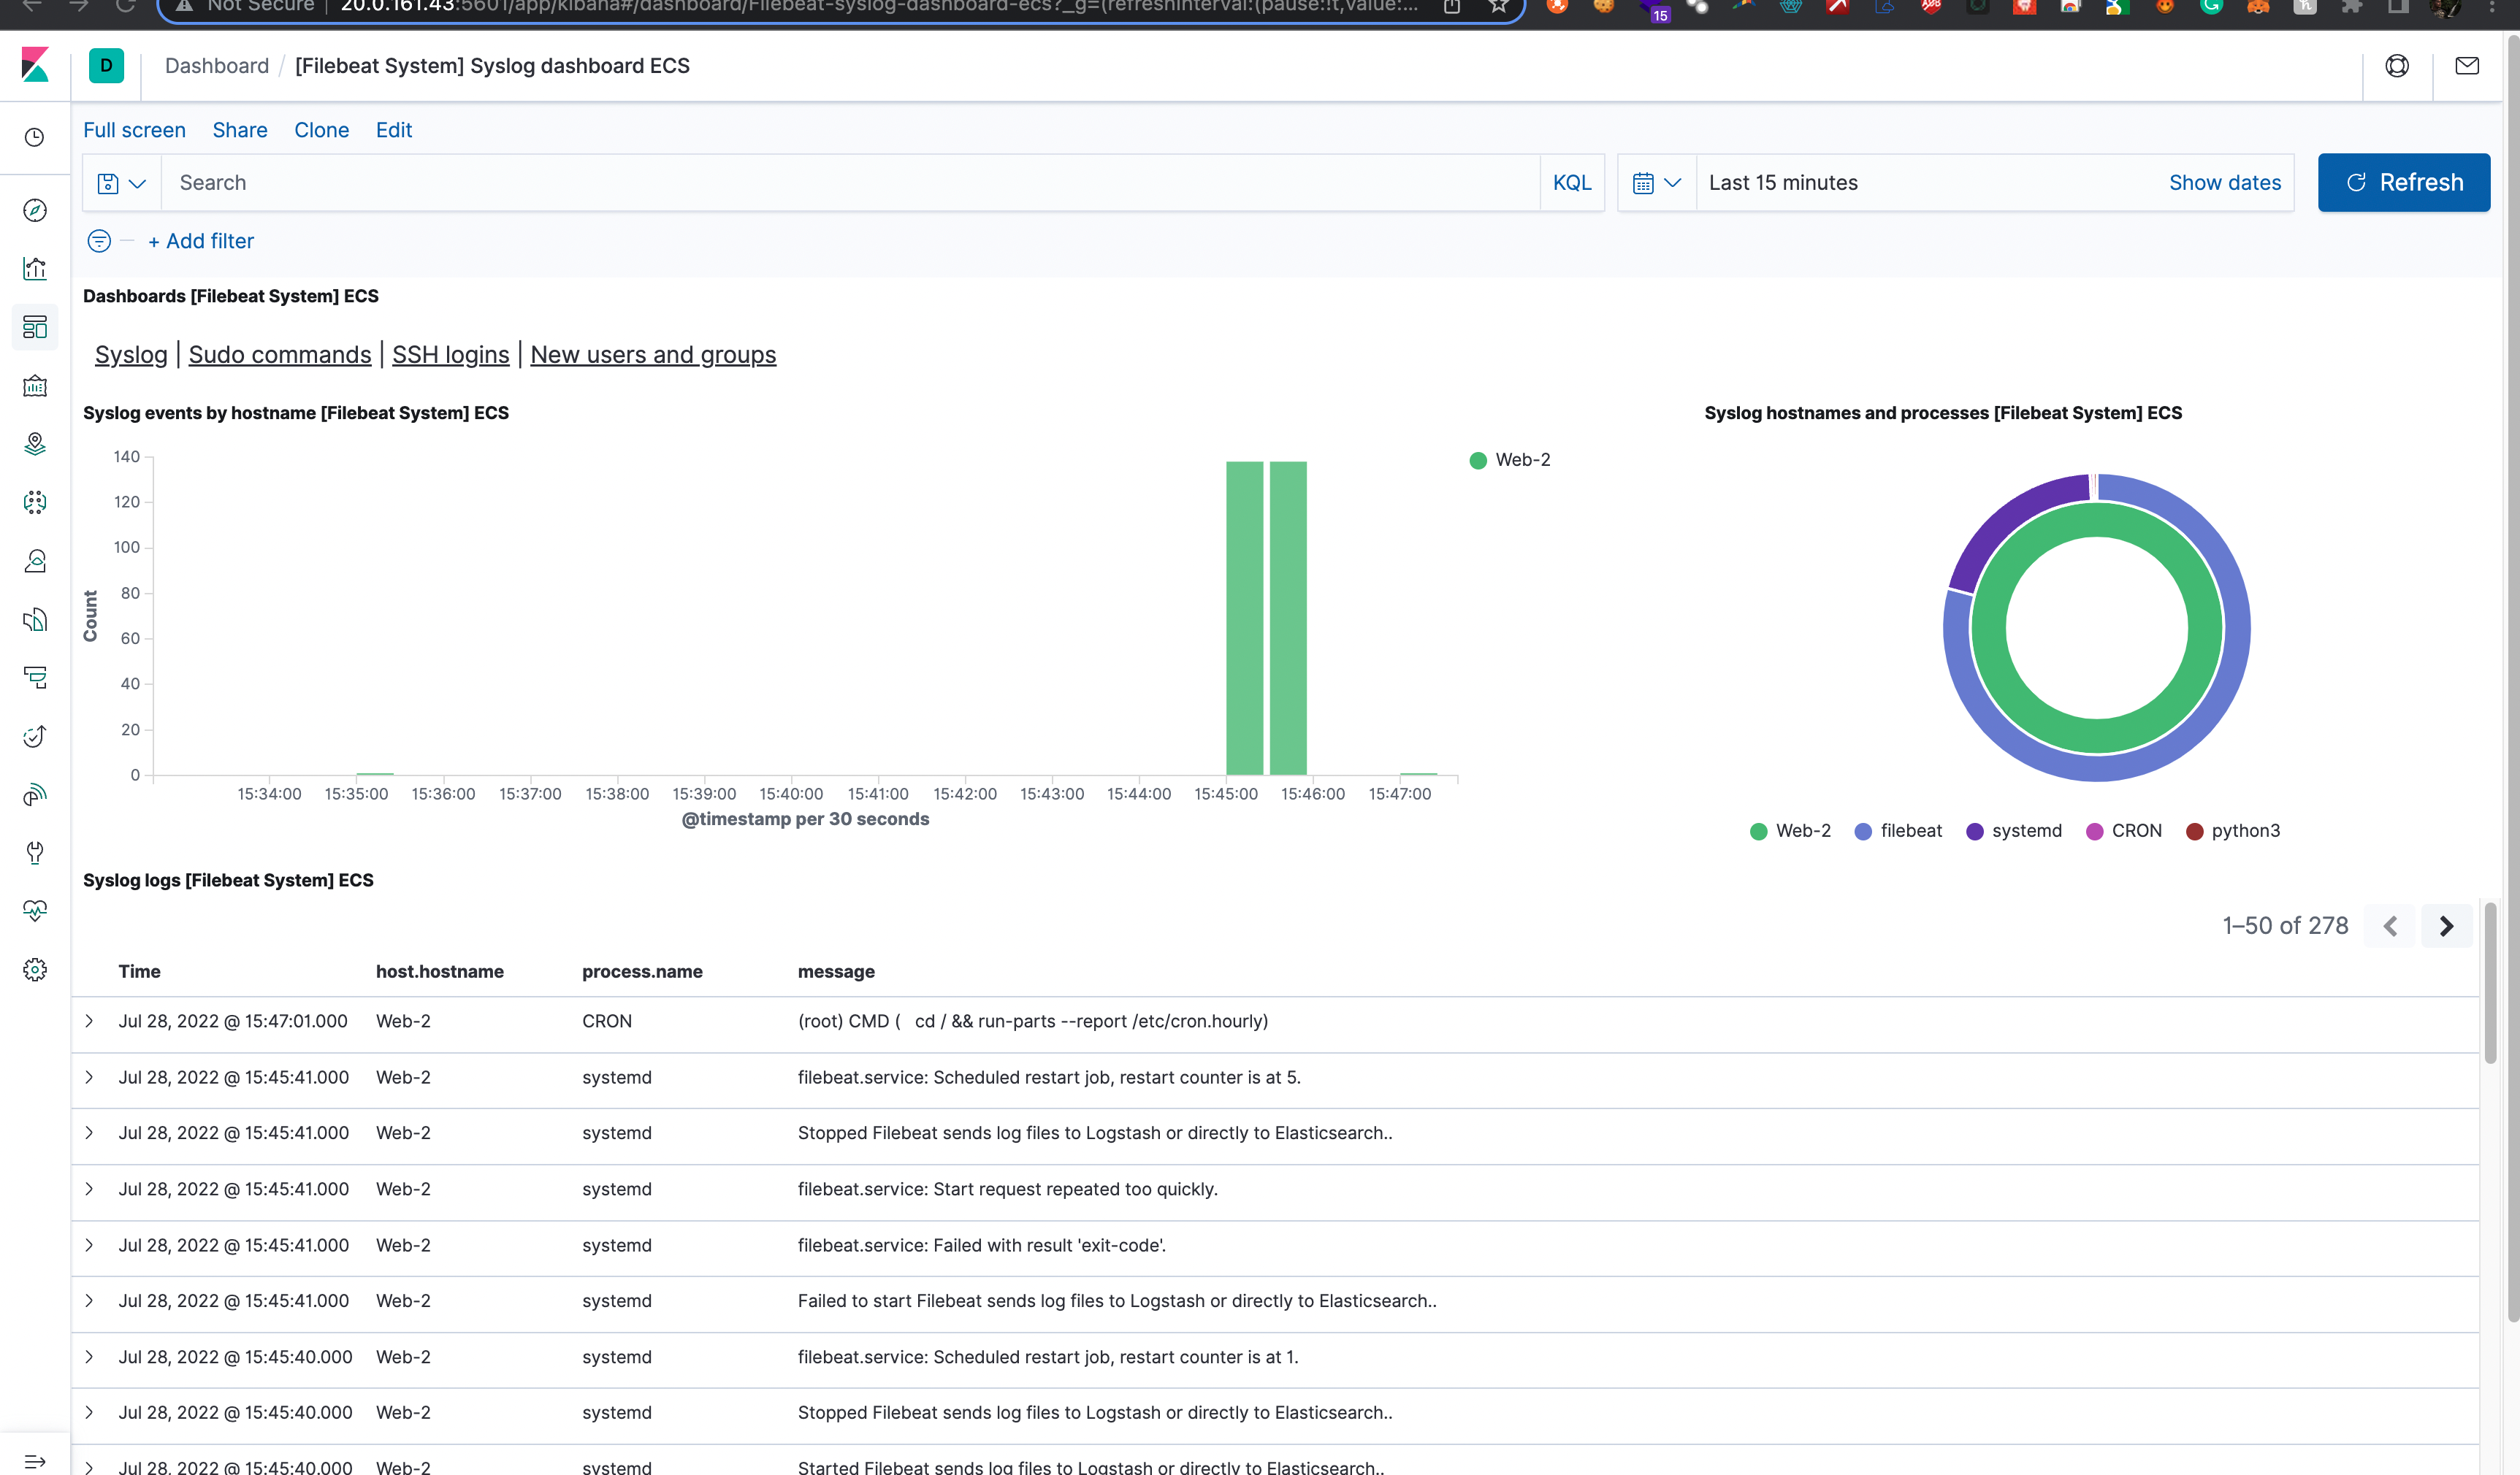 Not Secure | 20.0.161.43:5601/app/kibana#/dashboard/Filebeat-syslog-dashboard-ecs?_g=(refreshInterval:(pause:!t,value:...
15
D Dashboard / [Filebeat System] Syslog dashboard ECS
Full screen Share Clone Edit
Search KQL Last 15 minutes Show dates Refresh
+ Add filter
Dashboards [Filebeat System] ECS
Syslog | Sudo commands | SSH logins | New users and groups
Syslog events by hostname [Filebeat System] ECS
Syslog hostnames and processes [Filebeat System] ECS
140
120
100
80
60
40
20
0
Count
Web-2
15:34:00 15:35:00 15:36:00 15:37:00 15:38:00 15:39:00 15:40:00 15:41:00 15:42:00 15:43:00 15:44:00 15:45:00 15:46:00 15:47:00
@timestamp per 30 seconds
Web-2 filebeat systemd CRON python3
Syslog logs [Filebeat System] ECS
1–50 of 278
Time host.hostname process.name message
Jul 28, 2022 @ 15:47:01.000 Web-2 CRON (root) CMD ( cd / && run-parts --report /etc/cron.hourly)
Jul 28, 2022 @ 15:45:41.000 Web-2 systemd filebeat.service: Scheduled restart job, restart counter is at 5.
Jul 28, 2022 @ 15:45:41.000 Web-2 systemd Stopped Filebeat sends log files to Logstash or directly to Elasticsearch..
Jul 28, 2022 @ 15:45:41.000 Web-2 systemd filebeat.service: Start request repeated too quickly.
Jul 28, 2022 @ 15:45:41.000 Web-2 systemd filebeat.service: Failed with result 'exit-code'.
Jul 28, 2022 @ 15:45:41.000 Web-2 systemd Failed to start Filebeat sends log files to Logstash or directly to Elasticsearch..
Jul 28, 2022 @ 15:45:40.000 Web-2 systemd filebeat.service: Scheduled restart job, restart counter is at 1.
Jul 28, 2022 @ 15:45:40.000 Web-2 systemd Stopped Filebeat sends log files to Logstash or directly to Elasticsearch..
Jul 28, 2022 @ 15:45:40.000 Web-2 systemd Started Filebeat sends log files to Logstash or directly to Elasticsearch..